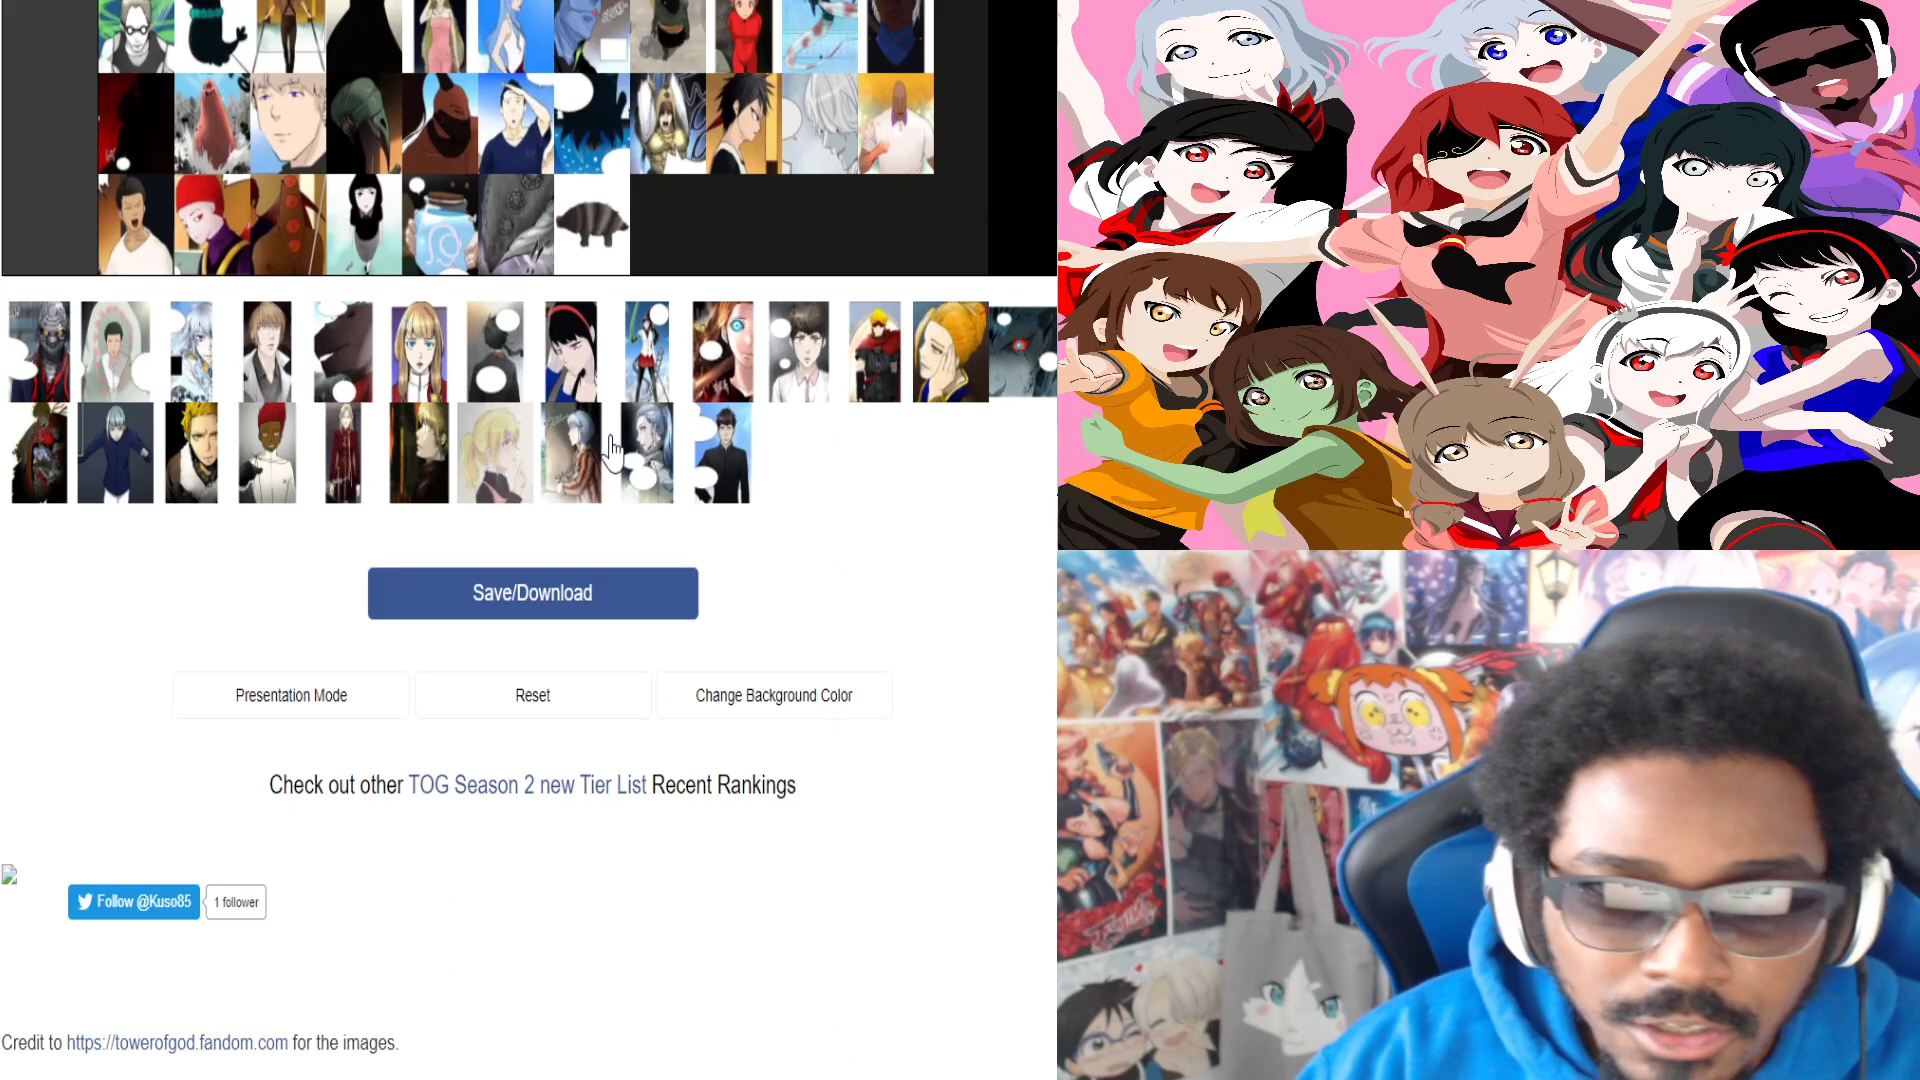 Save/Download
Presentation Mode
Reset
Change Background Color
Check out other TOG Season 2 new Tier List Recent Rankings
Follow @Kuso85
1 follower
Credit to https://towerofgod.fandom.com for the images.